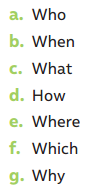 a. Who
b. When
c. What
d. How
e. Where
f. Which
g. Why